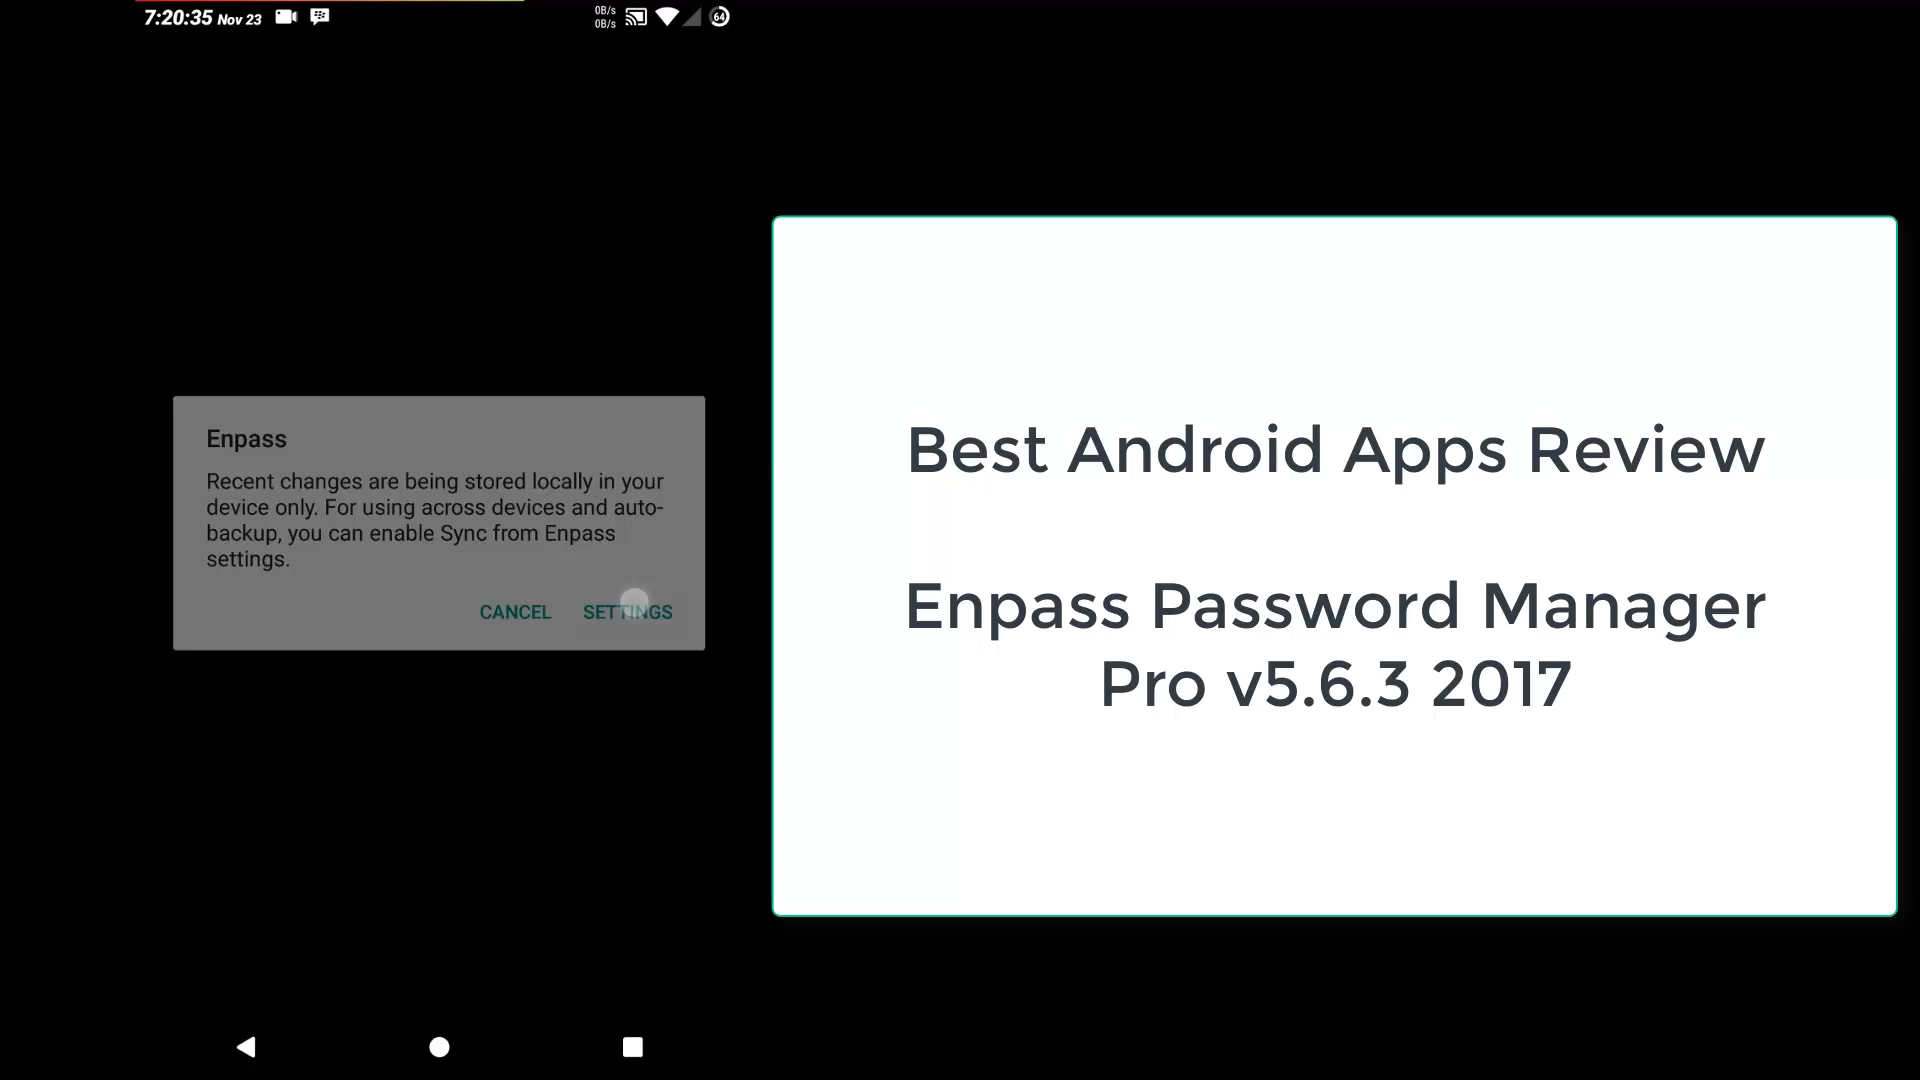 7:20:35 Nov 23
0B/s
0B/s
64
Enpass
Recent changes are being stored locally in your
device only. For using across devices and auto-
backup, you can enable Sync from Enpass
settings.
CANCEL SETTINGS
Best Android Apps Review
Enpass Password Manager
Pro v5.6.3 2017